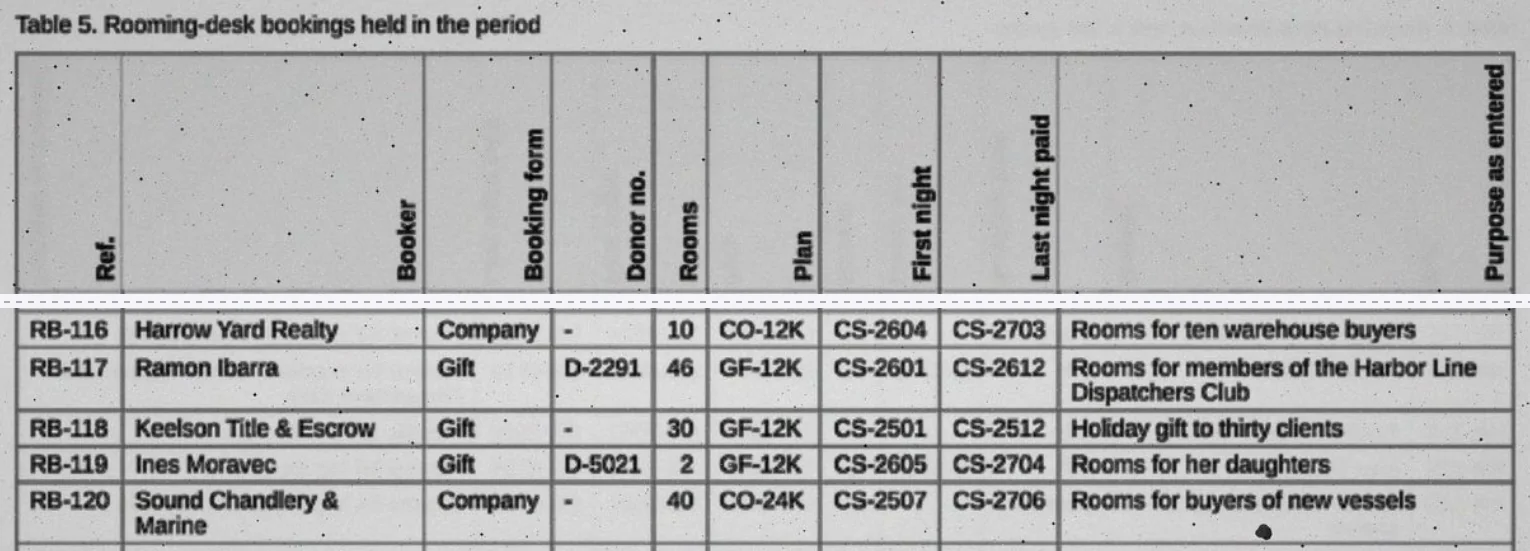 Table 5. Rooming-desk bookings held in the period
Ref. Booker Booking form Donor no. Rooms Plan First night Last night paid Purpose as entered
RB-116 Harrow Yard Realty Company - 10 CO-12K CS-2604 CS-2703 Rooms for ten warehouse buyers
RB-117 Ramon Ibarra Gift D-2291 46 GF-12K CS-2601 CS-2612 Rooms for members of the Harbor Line
Dispatchers Club
RB-118 Keelson Title & Escrow Gift - 30 GF-12K CS-2501 CS-2512 Holiday gift to thirty clients
RB-119 Ines Moravec Gift D-5021 2 GF-12K CS-2605 CS-2704 Rooms for her daughters
RB-120 Sound Chandlery & Company - 40 CO-24K CS-2507 CS-2706 Rooms for buyers of new vessels
Marine